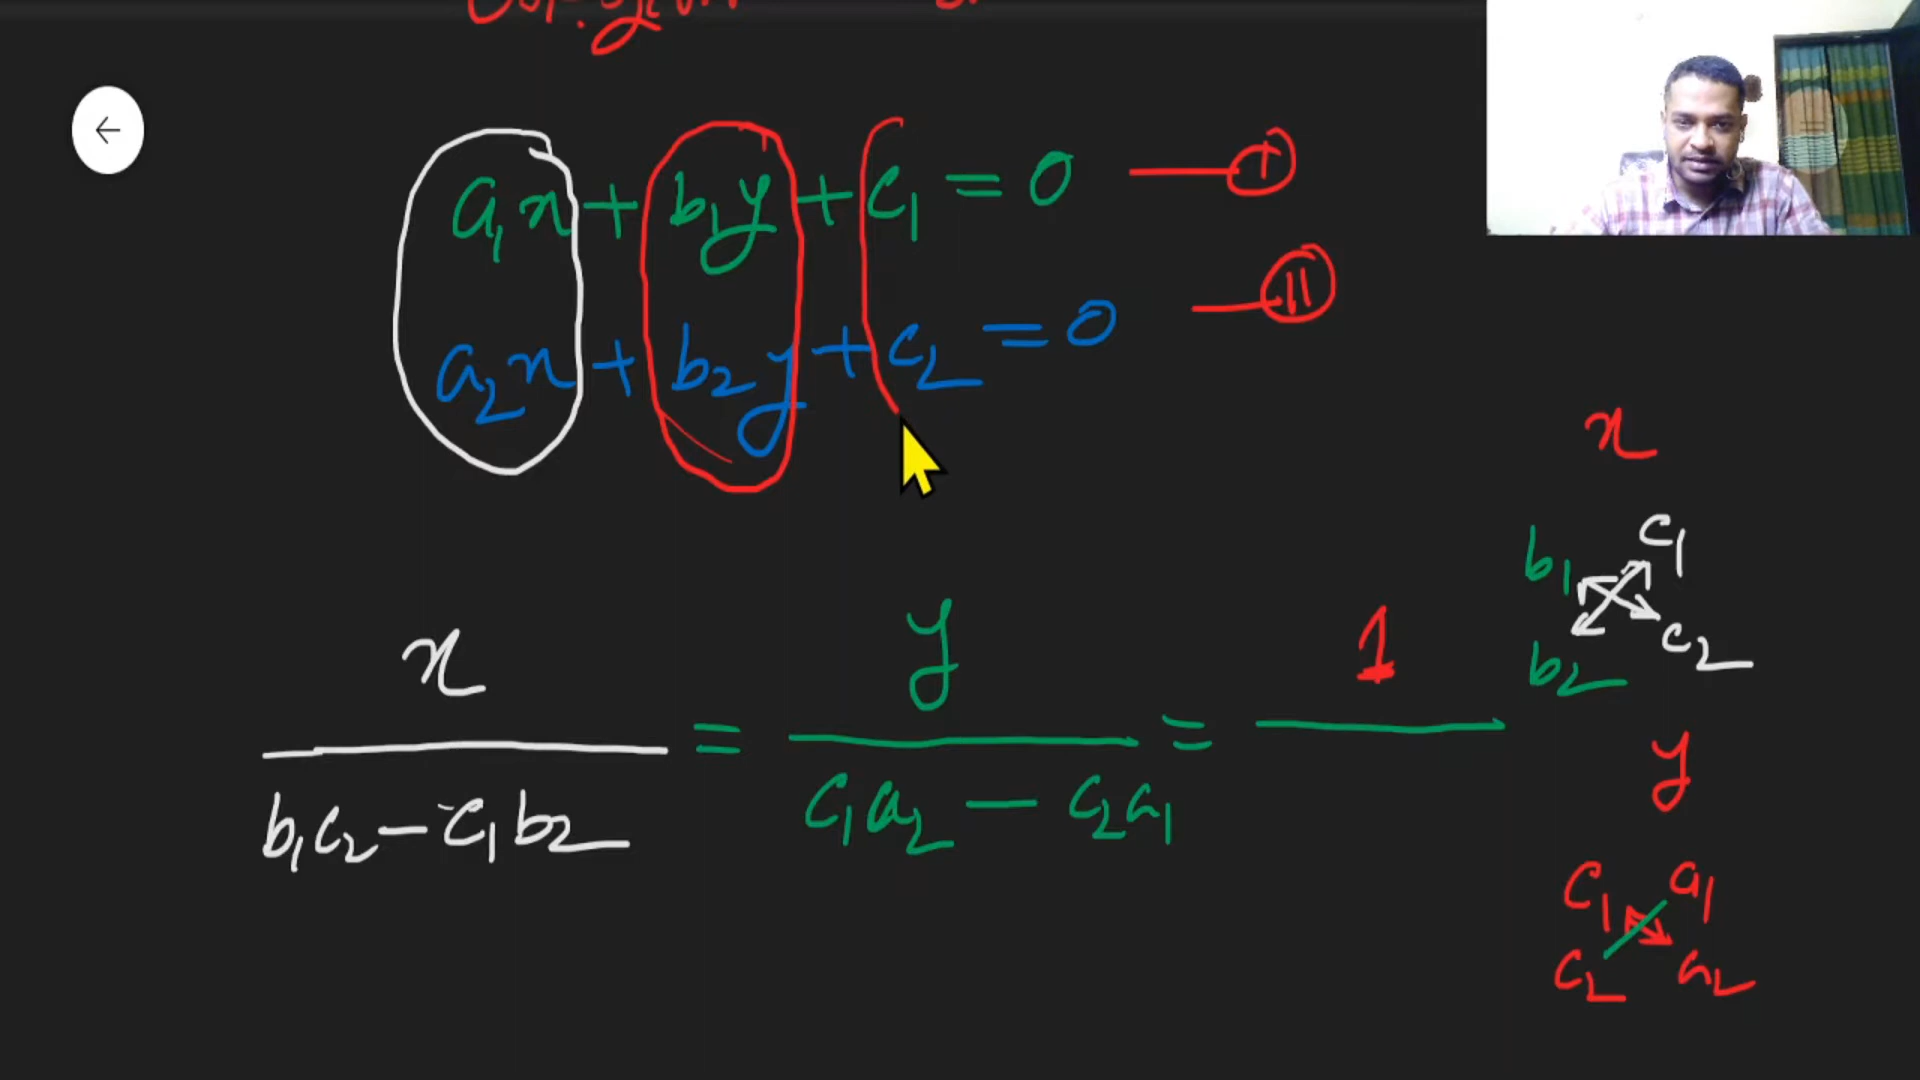 a₁x + b₁y + c₁ = 0 — I
a₂x + b₂y + c₂ = 0 — II
x
b₁ c₁
b₂ c₂
x = y = 1
b₁c₂ – c₁b₂ c₁a₂ – c₂a₁
y
c₁ a₁
c₂ a₂